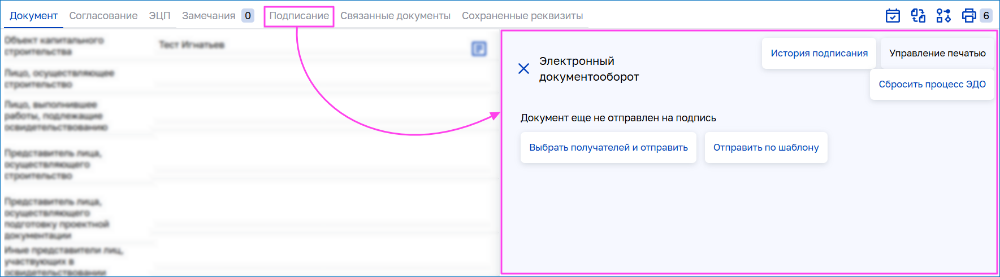 Документ Согласование ЭЦП Замечания 0 Подписание Связанные документы Сохраненные реквизиты 6
Объект капитального
строительства
Тест Игнатьев
Лицо, осуществляющее
строительство
Лицо, выполнившее
работы, подлежащие
освидетельствованию
Представитель лица,
осуществляющего
строительство
Представитель лица,
осуществляющего
подготовку проектной
документации
Иные представители лиц,
участвующих в
освидетельствовании
История подписания Управление печатью
Сбросить процесс ЭДО
Электронный
документооборот
Документ еще не отправлен на подпись
Выбрать получателей и отправить Отправить по шаблону